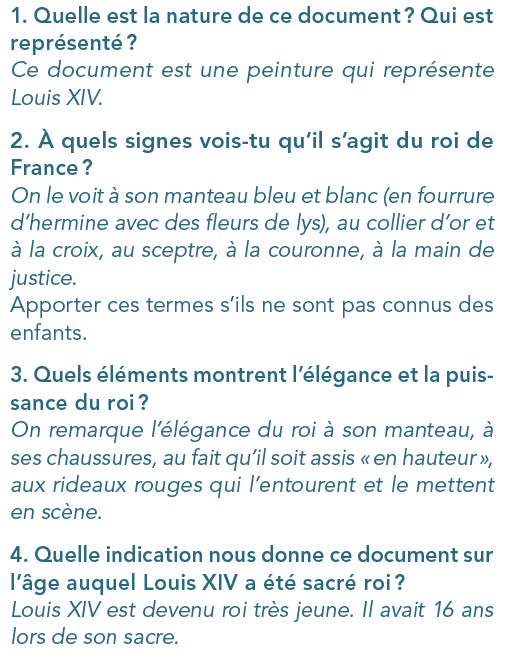 1. Quelle est la nature de ce document ? Qui est
représenté ?
Ce document est une peinture qui représente
Louis XIV.
2. À quels signes vois-tu qu’il s’agit du roi de
France ?
On le voit à son manteau bleu et blanc (en fourrure
d’hermine avec des fleurs de lys), au collier d’or et
à la croix, au sceptre, à la couronne, à la main de
justice.
Apporter ces termes s’ils ne sont pas connus des
enfants.
3. Quels éléments montrent l’élégance et la puis-
sance du roi ?
On remarque l’élégance du roi à son manteau, à
ses chaussures, au fait qu’il soit assis « en hauteur »,
aux rideaux rouges qui l’entourent et le mettent
en scène.
4. Quelle indication nous donne ce document sur
l’âge auquel Louis XIV a été sacré roi ?
Louis XIV est devenu roi très jeune. Il avait 16 ans
lors de son sacre.